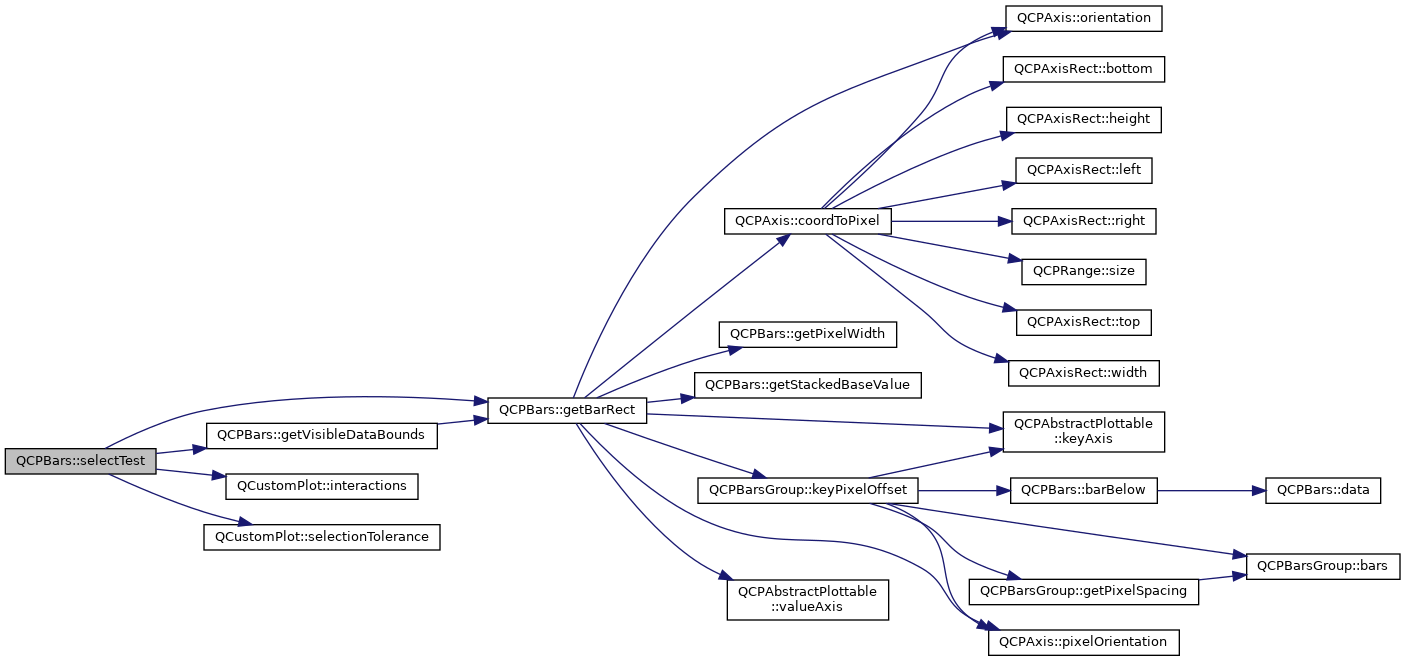 QCPAxis::orientation
QCPAxisRect::bottom
QCPAxisRect::height
QCPAxisRect::left
QCPAxis::coordToPixel
QCPAxisRect::right
QCPRange::size
QCPAxisRect::top
QCPBars::getPixelWidth
QCPAxisRect::width
QCPBars::getStackedBaseValue
QCPBars::getBarRect
QCPAbstractPlottable
::keyAxis
QCPBars::getVisibleDataBounds
QCPBars::selectTest
QCustomPlot::interactions
QCPBarsGroup::keyPixelOffset
QCPBars::barBelow
QCPBars::data
QCustomPlot::selectionTolerance
QCPBarsGroup::bars
QCPAbstractPlottable
::valueAxis
QCPBarsGroup::getPixelSpacing
QCPAxis::pixelOrientation